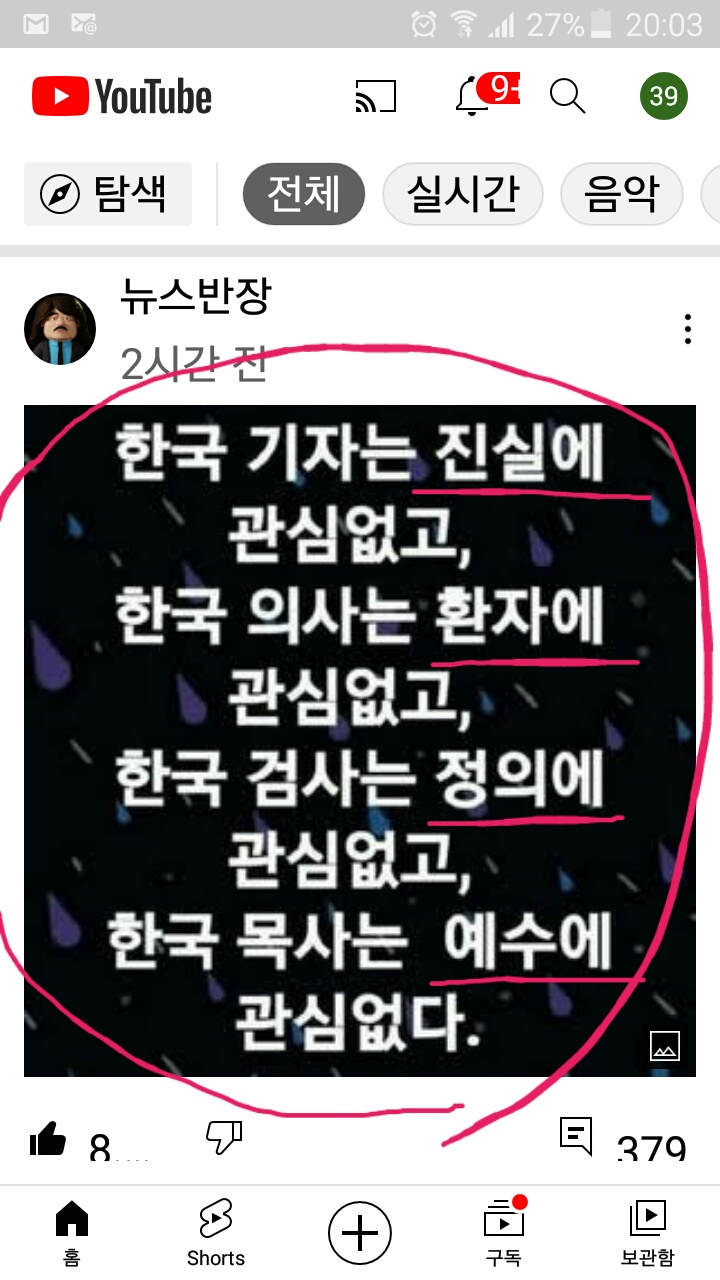 27% 20:03
YouTube 9+ 39
탐색 전체 실시간 음악
뉴스반장
2시간 전
한국 기자는 진실에
관심없고,
한국 의사는 환자에
관심없고,
한국 검사는 정의에
관심없고,
한국 목사는 예수에
관심없다.
379
홈 Shorts 구독 보관함